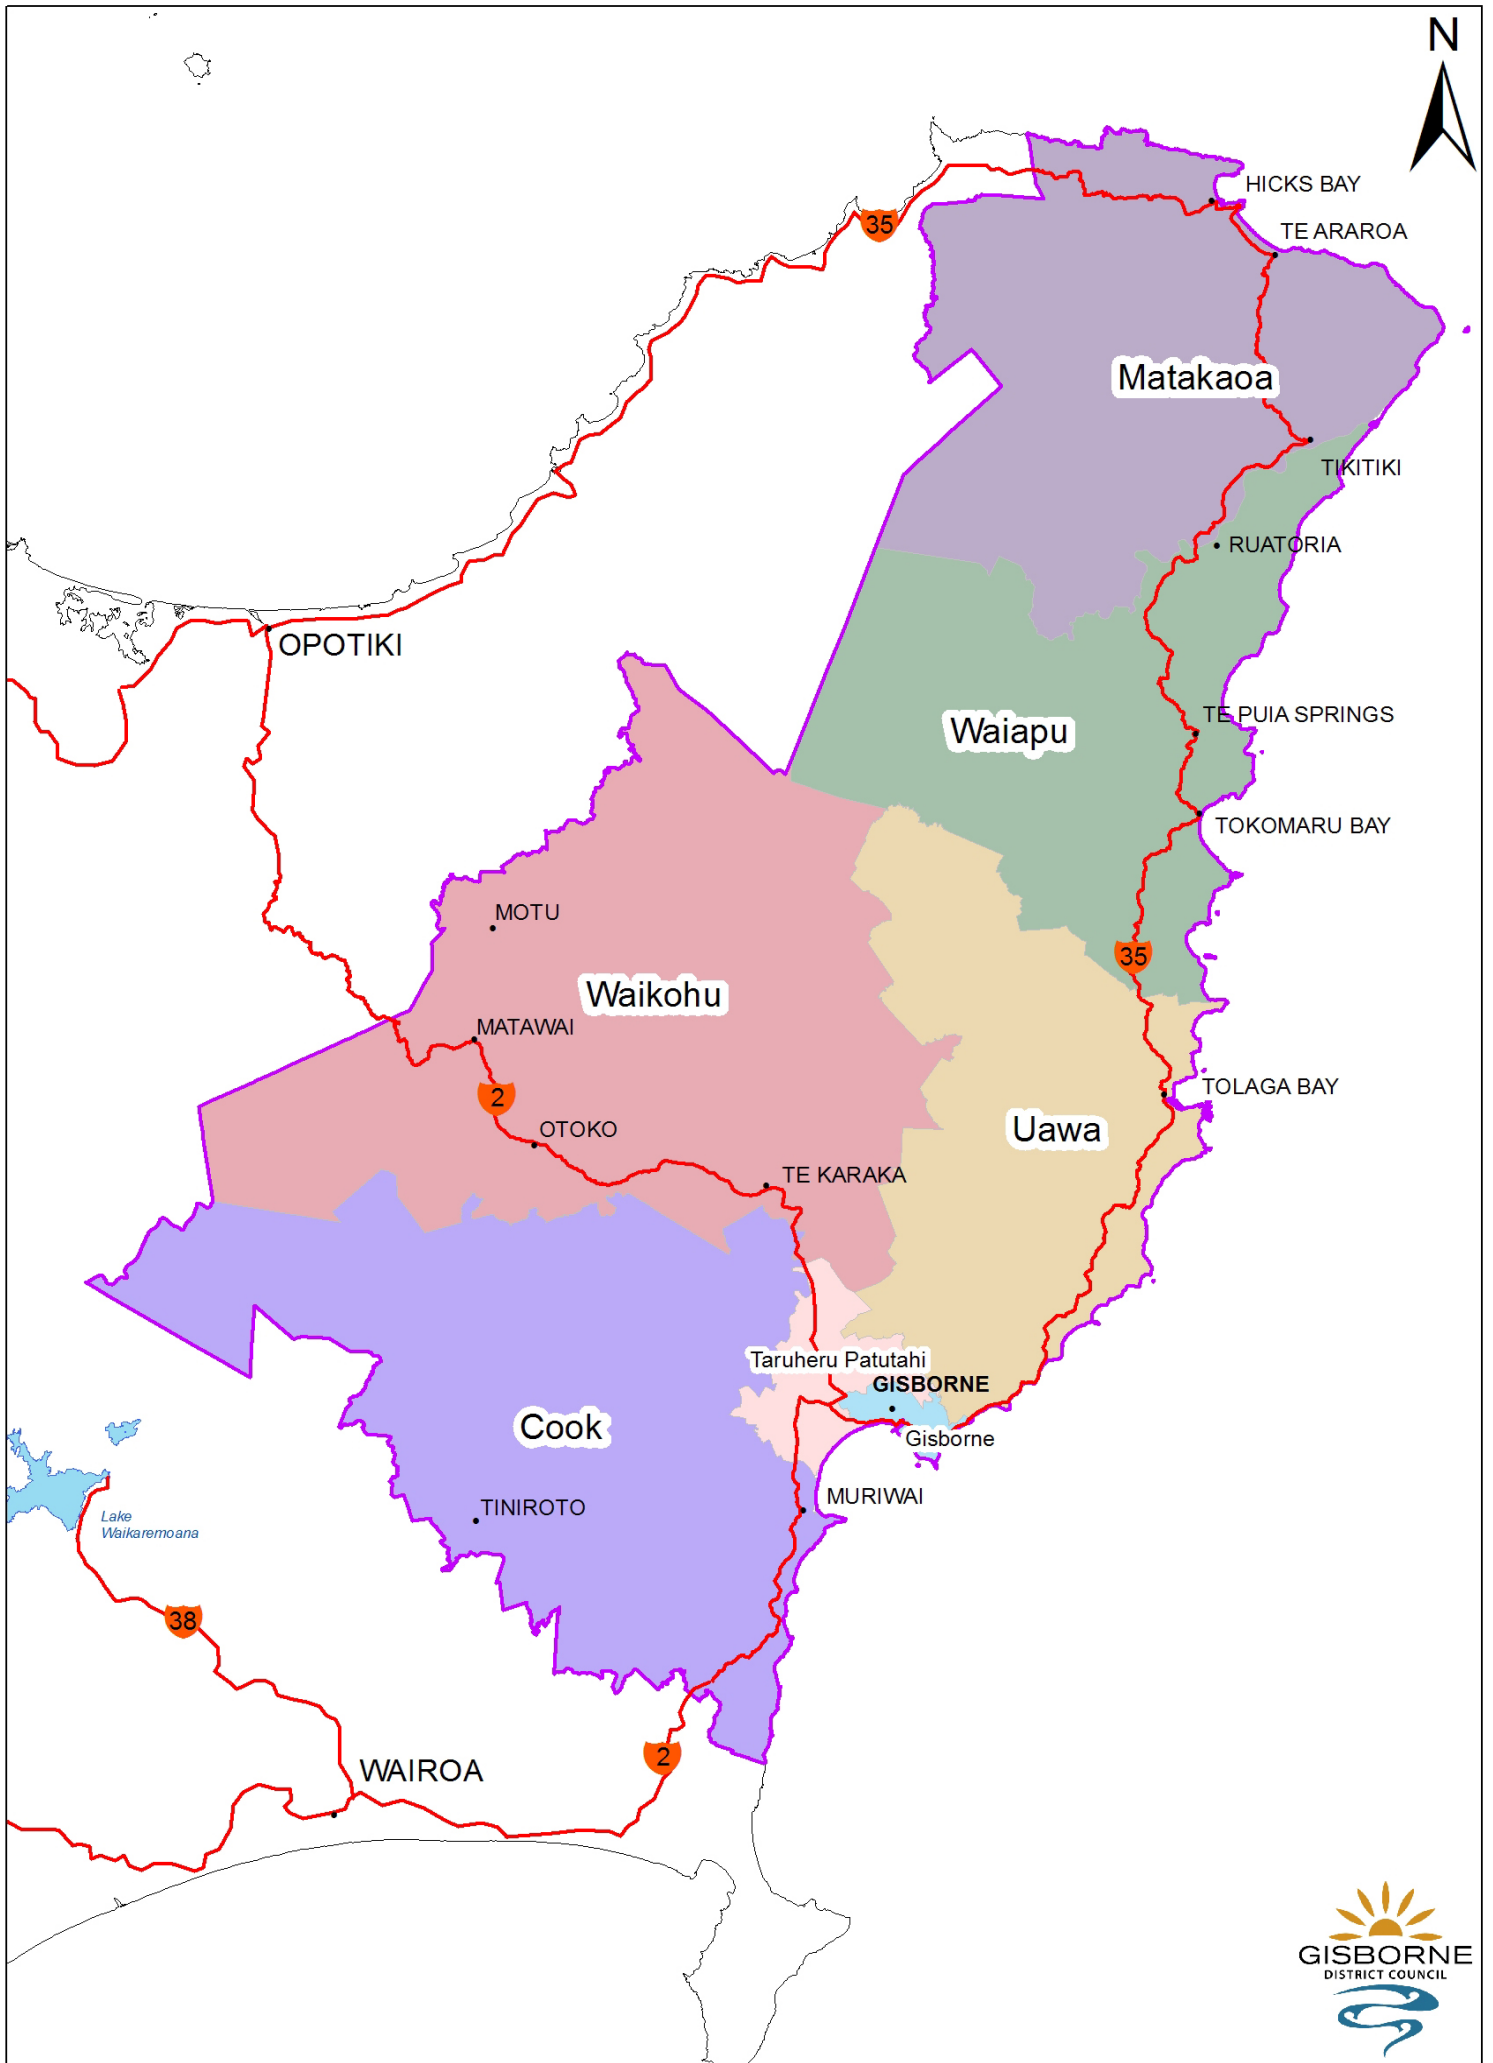 N
HICKS BAY
35
TE ARAROA
Matakaoa
TIKITIKI
RUATORIA
OPOTIKI
TE PUIA SPRINGS
Waiapu
TOKOMARU BAY
MOTU
35
Waikohu
MATAWAI
2
TOLAGA BAY
OTOKO
Uawa
TE KARAKA
Taruheru Patutahi
GISBORNE
Cook
Gisborne
MURIWAI
TINIROTO
Lake
Waikaremoana
38
2
WAIROA
GISBORNE
DISTRICT COUNCIL